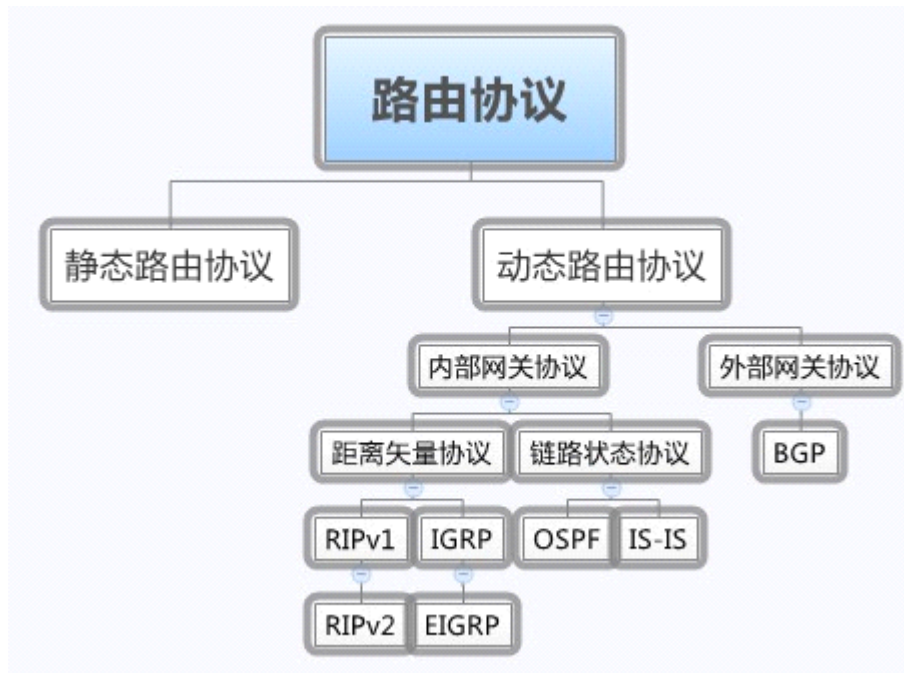 路由协议
静态路由协议
动态路由协议
内部网关协议
外部网关协议
距离矢量协议
链路状态协议
BGP
RIPv1
IGRP
OSPF
IS-IS
RIPv2
EIGRP